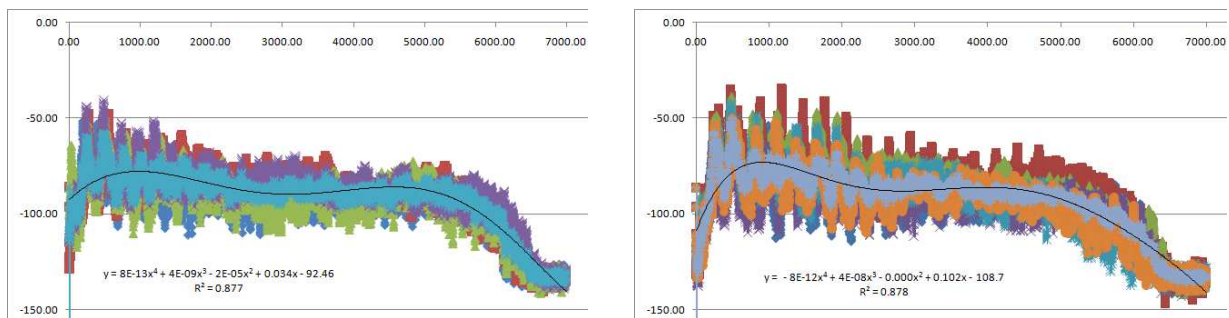 0.00
0.00 1000.00 2000.00 3000.00 4000.00 5000.00 6000.00 7000.00
-50.00
-100.00
y = 8E-13x⁴ + 4E-09x³ - 2E-05x² + 0.034x - 92.46
R² = 0.877
-150.00
0.00
0.00 1000.00 2000.00 3000.00 4000.00 5000.00 6000.00 7000.00
-50.00
-100.00
y = - 8E-12x⁴ + 4E-08x³ - 0.000x² + 0.102x - 108.7
R² = 0.878
-150.00